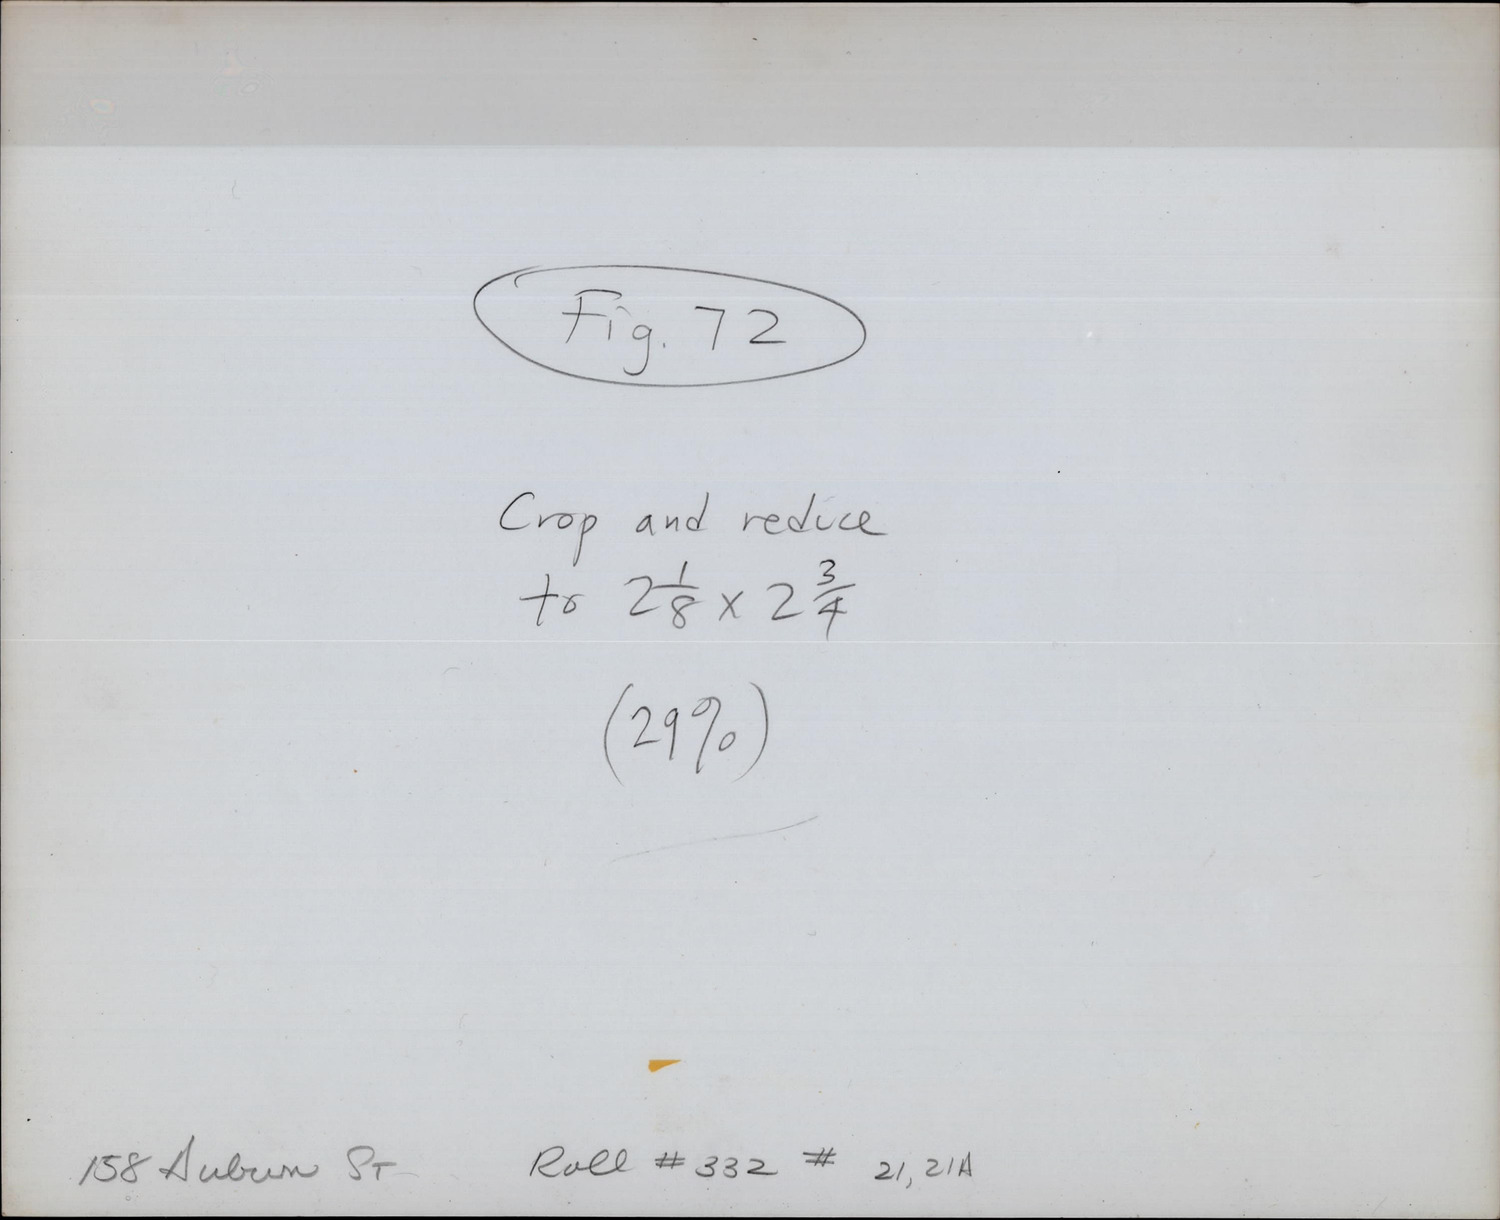 Fig. 72
Crop and reduce
to 2 1/8 x 2 3/4
(29%)
158 Auburn St Roll # 332 # 21, 21A